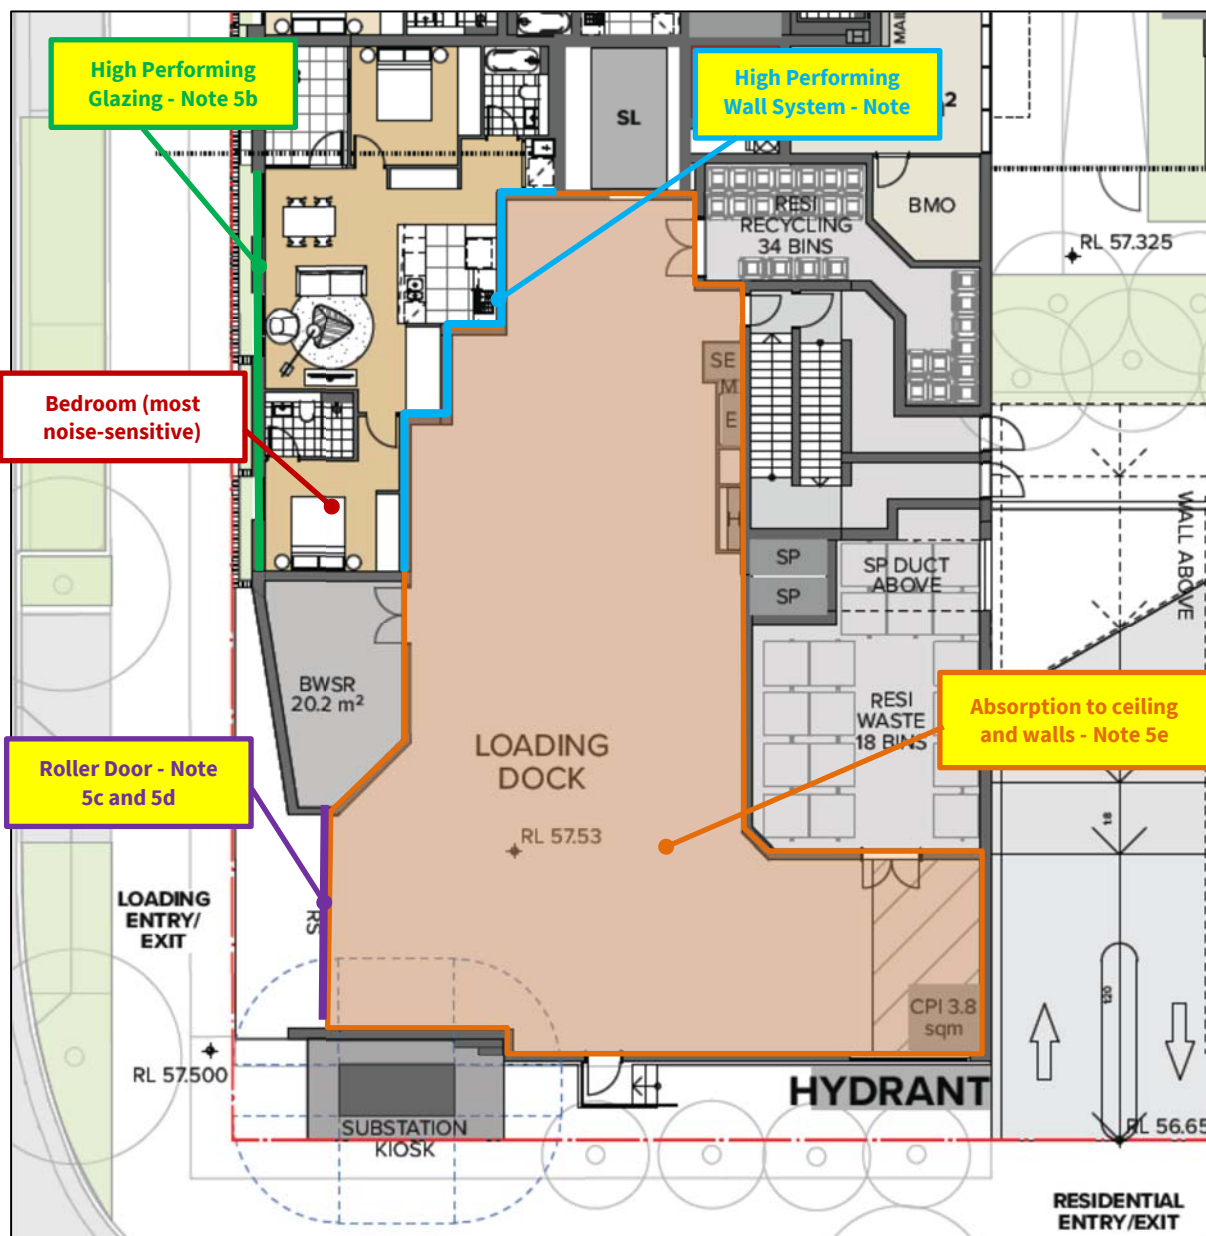 High Performing
Glazing - Note 5b
High Performing
Wall System - Note
MAIL
SL
2
BMO
RESI
RECYCLING
34 BINS
RL 57.325
SE
M
E
H
Bedroom (most
noise-sensitive)
SP
SP
SP DUCT
ABOVE
WALL ABOVE
BWSR
20.2 m²
RESI
WASTE
18 BINS
Absorption to ceiling
and walls - Note 5e
LOADING
DOCK
Roller Door - Note
5c and 5d
RL 57.53
18
LOADING
ENTRY/
EXIT
RS
120
CPI 3.8
sqm
RL 57.500
HYDRANT
SUBSTATION
KIOSK
RL 56.65
RESIDENTIAL
ENTRY/EXIT